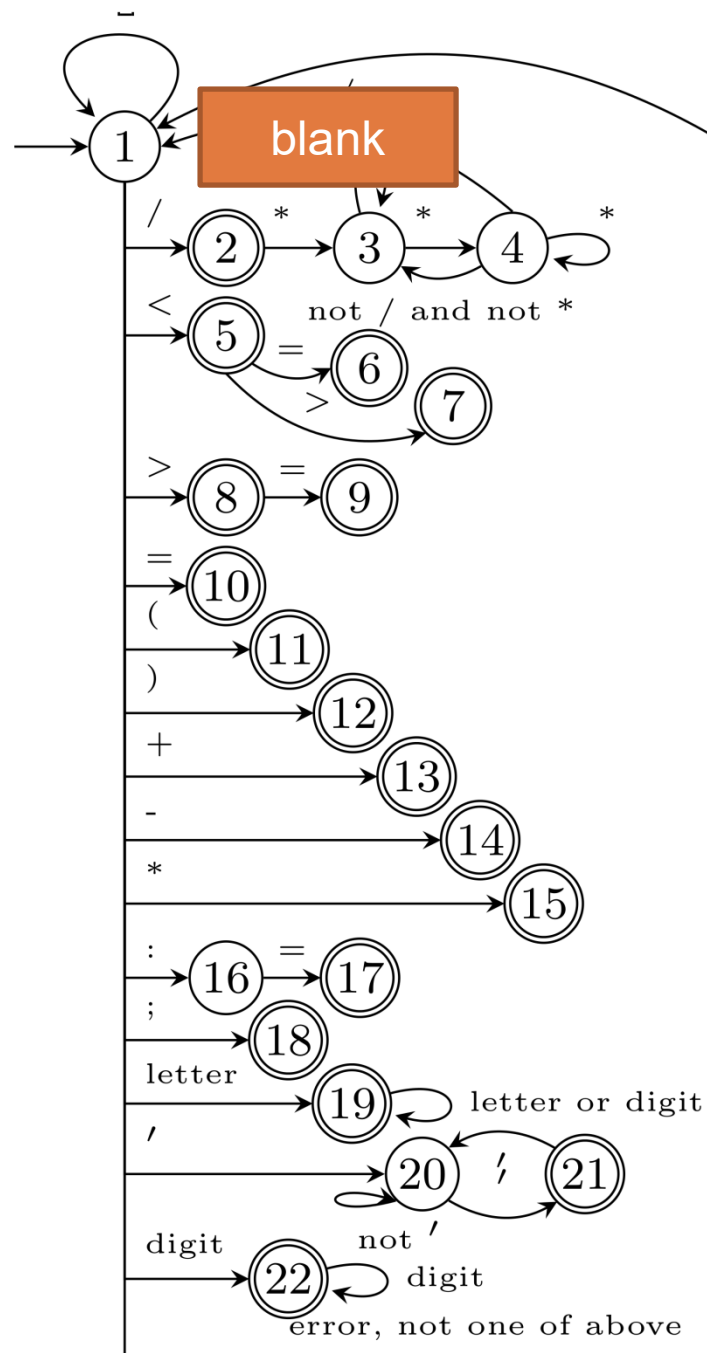 blank
1
/ 2 * 3 * 4 *
< 5 = 6 not / and not *
> 7
> 8 = 9
= 10
( 11
) 12
+ 13
- 14
* 15
: 16 = 17
; 18
letter 19 letter or digit
' 20 ' ' 21
not '
digit 22 digit
error, not one of above